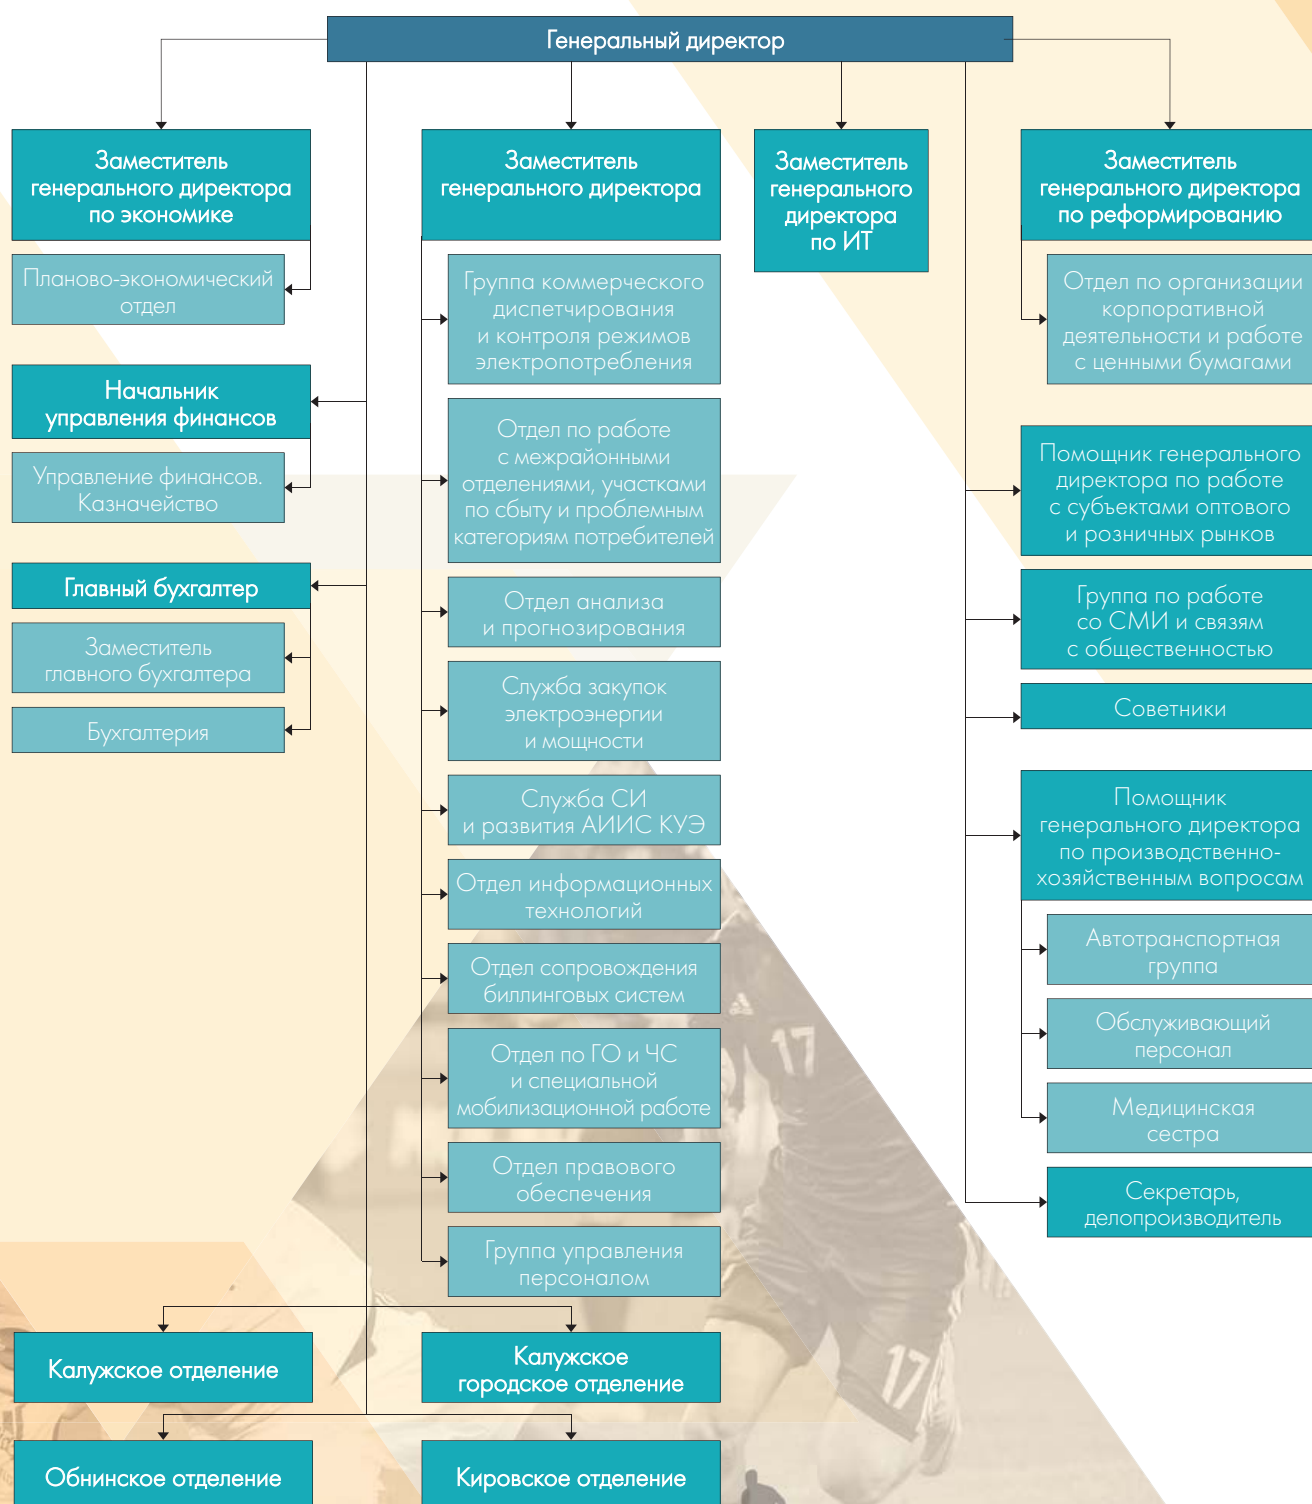 Генеральный директор
Заместитель
генерального директора
по экономике
Планово-экономический
отдел
Начальник
управления финансов
Управление финансов.
Казначейство
Главный бухгалтер
Заместитель
главного бухгалтера
Бухгалтерия
Заместитель
генерального директора
Группа коммерческого
диспетчирования
и контроля режимов
электропотребления
Отдел по работе
с межрайонными
отделениями, участками
по сбыту и проблемным
категориям потребителей
Отдел анализа
и прогнозирования
Служба закупок
электроэнергии
и мощности
Служба СИ
и развития АИИС КУЭ
Отдел информационных
технологий
Отдел сопровождения
биллинговых систем
Отдел по ГО и ЧС
и специальной
мобилизационной работе
Отдел правового
обеспечения
Группа управления
персоналом
Заместитель
генерального
директора
по ИТ
Заместитель
генерального директора
по реформированию
Отдел по организации
корпоративной
деятельности и работе
с ценными бумагами
Помощник генерального
директора по работе
с субъектами оптового
и розничных рынков
Группа по работе
со СМИ и связям
с общественностью
Советники
Помощник
генерального директора
по производственно-
хозяйственным вопросам
Автотранспортная
группа
Обслуживающий
персонал
Медицинская
сестра
Секретарь,
делопроизводитель
Калужское отделение
Калужское
городское отделение
Обнинское отделение
Кировское отделение
17
17